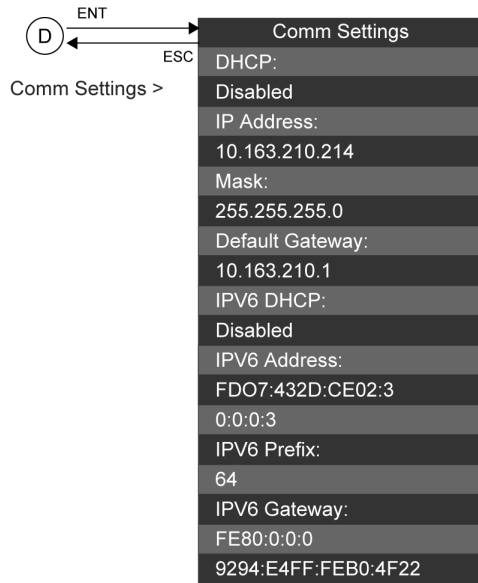 ENT
D
ESC
Comm Settings >
Comm Settings
DHCP:
Disabled
IP Address:
10.163.210.214
Mask:
255.255.255.0
Default Gateway:
10.163.210.1
IPV6 DHCP:
Disabled
IPV6 Address:
FDO7:432D:CE02:3
0:0:0:3
IPV6 Prefix:
64
IPV6 Gateway:
FE80:0:0:0
9294:E4FF:FEB0:4F22